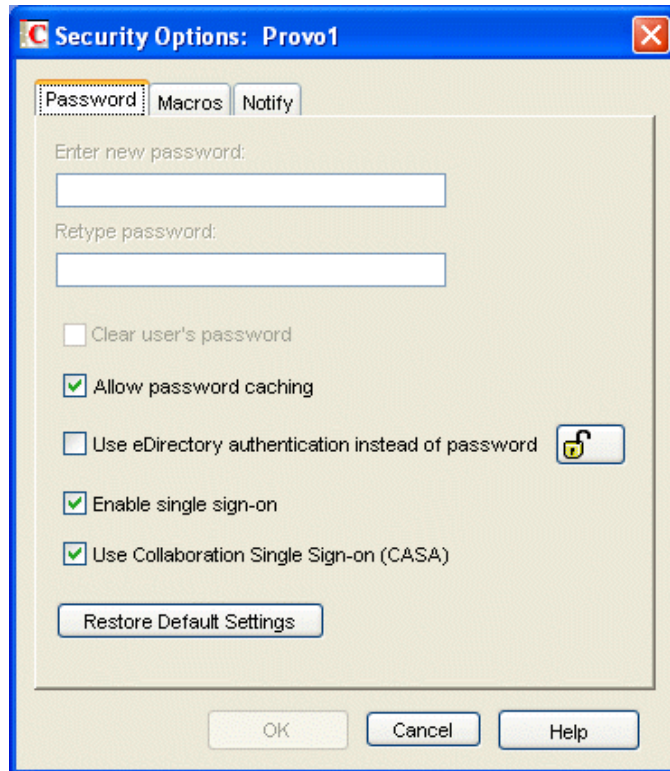 C Security Options: Provo1
Password Macros Notify
Enter new password:
Retype password:
Clear user's password
Allow password caching
Use eDirectory authentication instead of password
Enable single sign-on
Use Collaboration Single Sign-on (CASA)
Restore Default Settings
OK Cancel Help